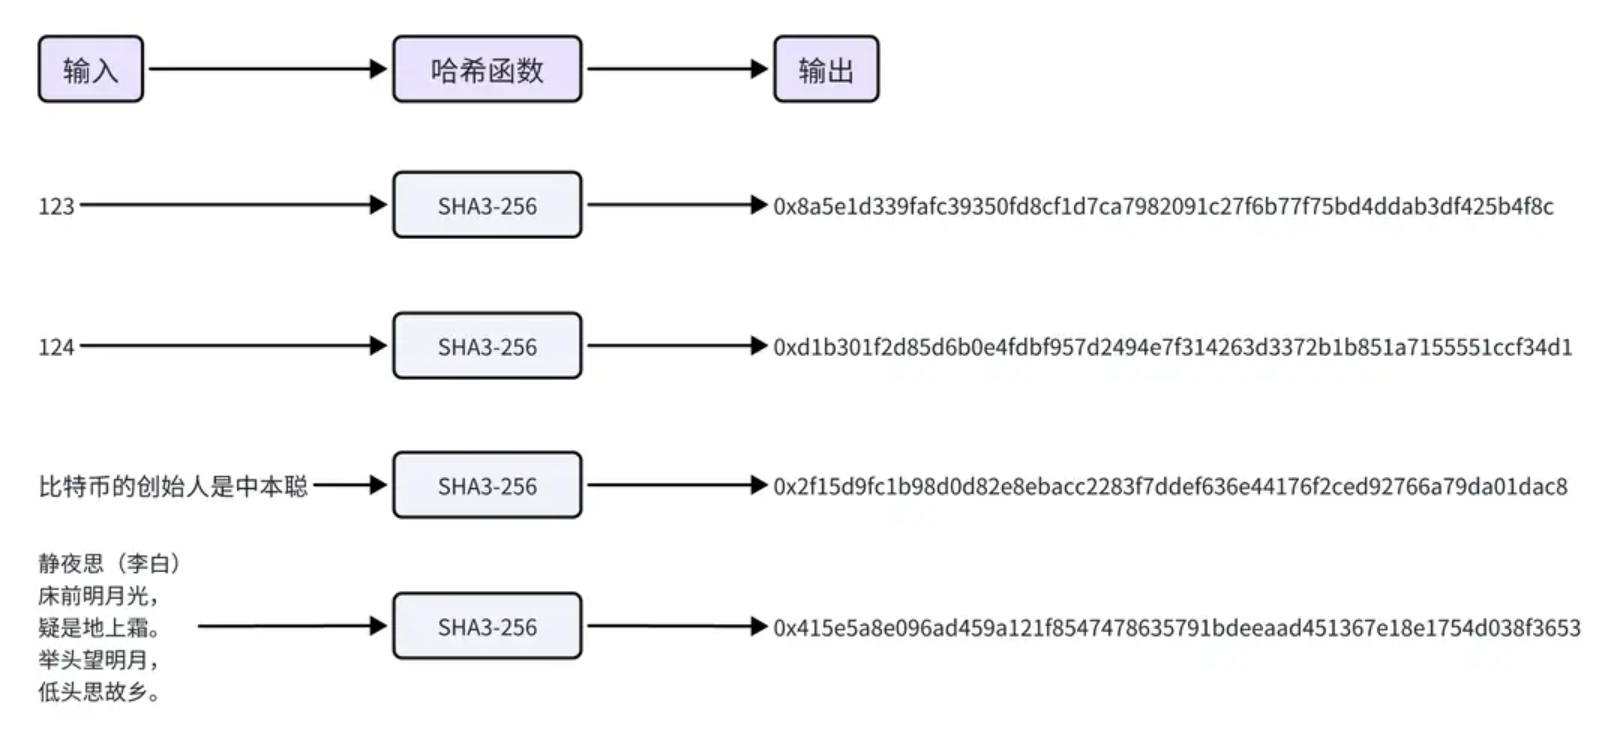 输入 哈希函数 输出
123 SHA3-256 0x8a5e1d339fafc39350fd8cf1d7ca7982091c27f6b77f75bd4ddab3df425b4f8c
124 SHA3-256 0xd1b301f2d85d6b0e4fdbf957d2494e7f314263d3372b1b851a7155551ccf34d1
比特币的创始人是中本聪 SHA3-256 0x2f15d9fc1b98d0d82e8ebacc2283f7ddef636e44176f2ced92766a79da01dac8
静夜思（李白）
床前明月光，
疑是地上霜。 SHA3-256 0x415e5a8e096ad459a121f8547478635791bdeeaad451367e18e1754d038f3653
举头望明月，
低头思故乡。